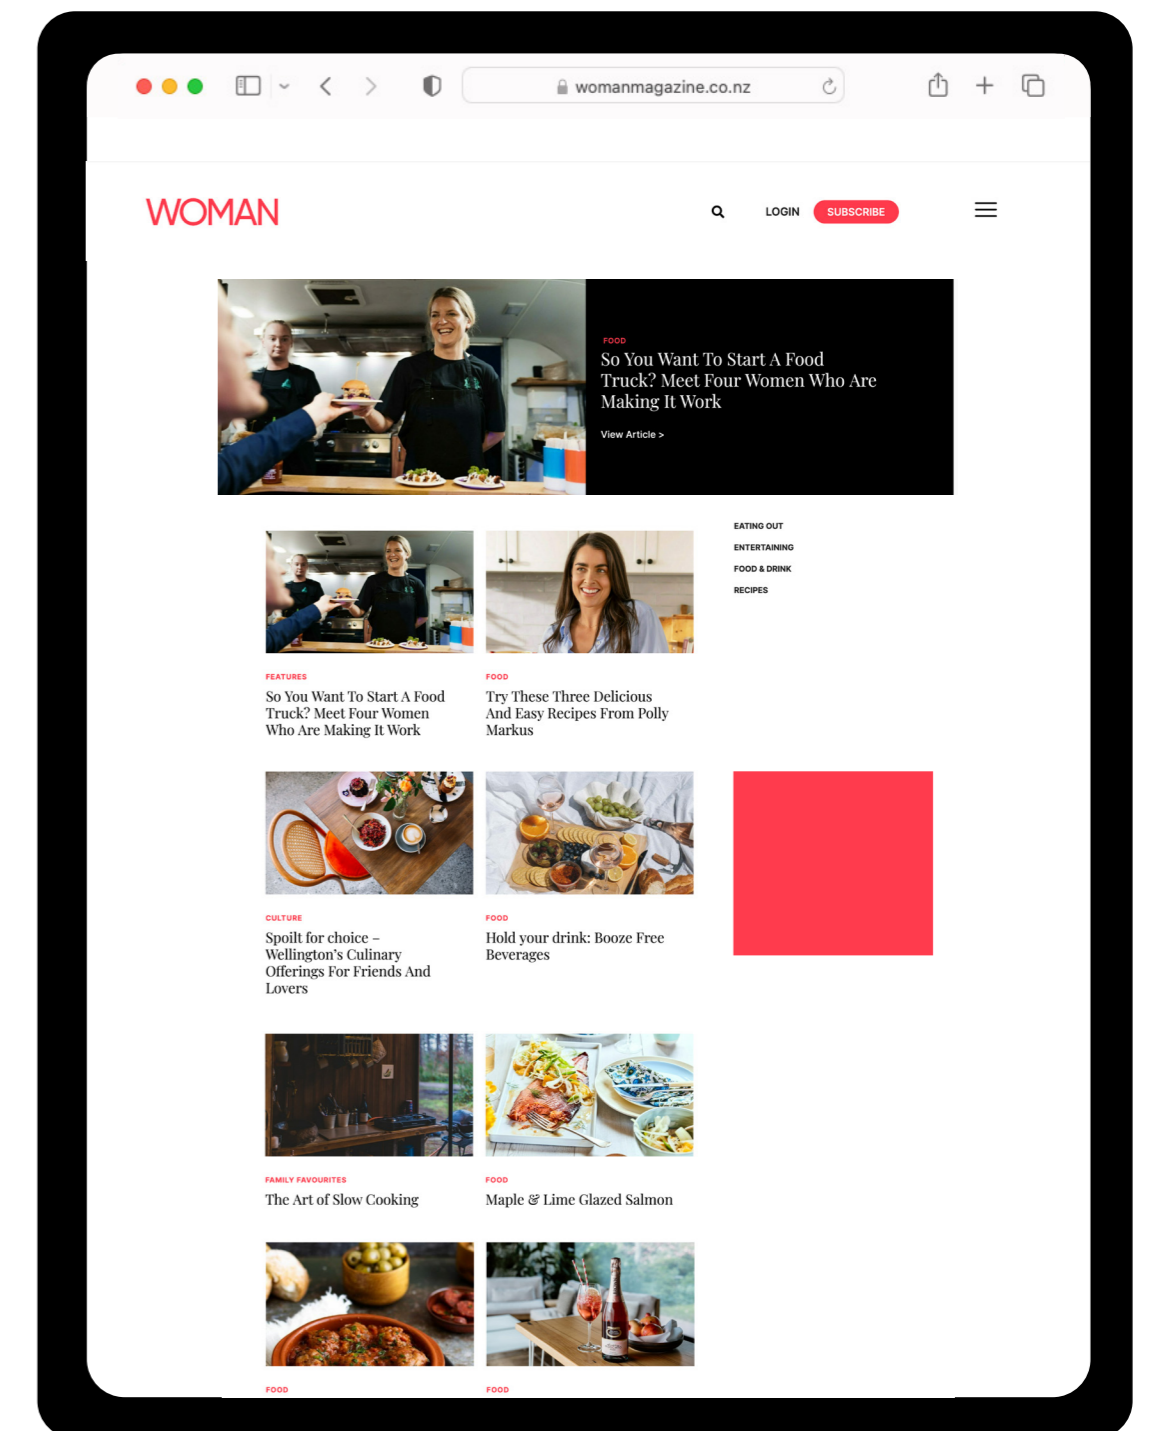 womanmagazine.co.nz
WOMAN
LOGIN
SUBSCRIBE
FOOD
So You Want To Start A Food
Truck? Meet Four Women Who Are
Making It Work
View Article >
EATING OUT
ENTERTAINING
FOOD & DRINK
RECIPES
FEATURES
So You Want To Start A Food
Truck? Meet Four Women
Who Are Making It Work
FOOD
Try These Three Delicious
And Easy Recipes From Polly
Markus
CULTURE
Spoilt for choice –
Wellington's Culinary
Offerings For Friends And
Lovers
FOOD
Hold your drink: Booze Free
Beverages
FAMILY FAVOURITES
The Art of Slow Cooking
FOOD
Maple & Lime Glazed Salmon
FOOD
FOOD